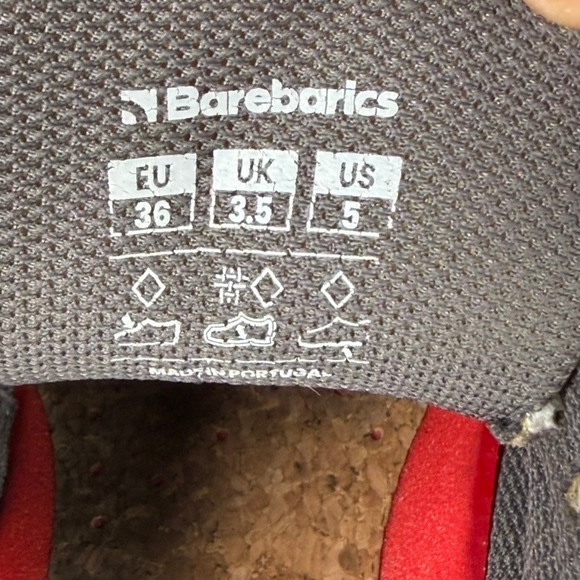 Barebarics
EU UK US
36 3.5 5
MADE IN PORTUGAL